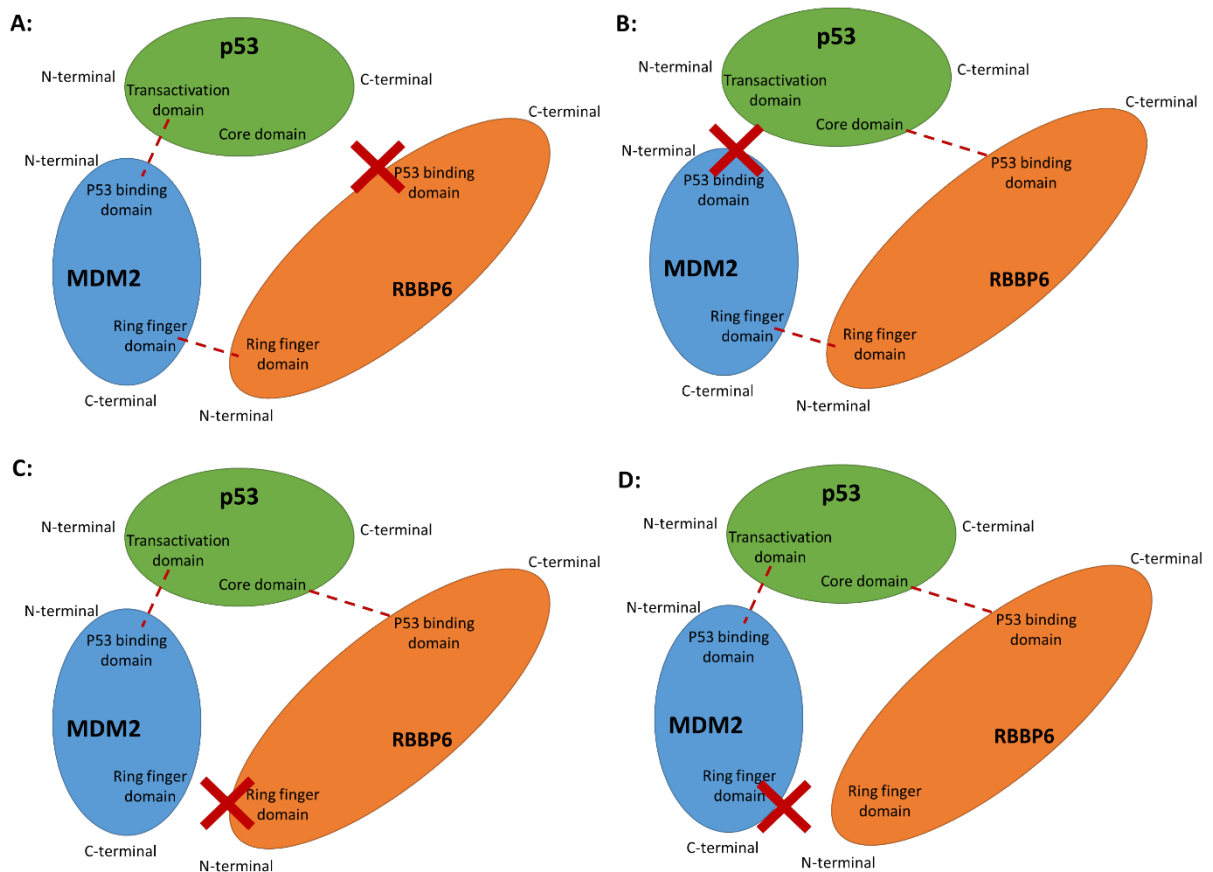 A:
p53
N-terminal
Transactivation
domain
C-terminal
Core domain
C-terminal
N-terminal
P53 binding
domain
P53 binding
domain
MDM2
RBBP6
Ring finger
domain
Ring finger
domain
C-terminal
N-terminal
B:
p53
N-terminal
Transactivation
domain
C-terminal
Core domain
C-terminal
N-terminal
P53 binding
domain
P53 binding
domain
MDM2
RBBP6
Ring finger
domain
Ring finger
domain
C-terminal
N-terminal
C:
p53
N-terminal
Transactivation
domain
C-terminal
Core domain
C-terminal
N-terminal
P53 binding
domain
P53 binding
domain
MDM2
RBBP6
Ring finger
domain
Ring finger
domain
C-terminal
N-terminal
D:
p53
N-terminal
Transactivation
domain
C-terminal
Core domain
C-terminal
N-terminal
P53 binding
domain
P53 binding
domain
MDM2
RBBP6
Ring finger
domain
Ring finger
domain
C-terminal
N-terminal